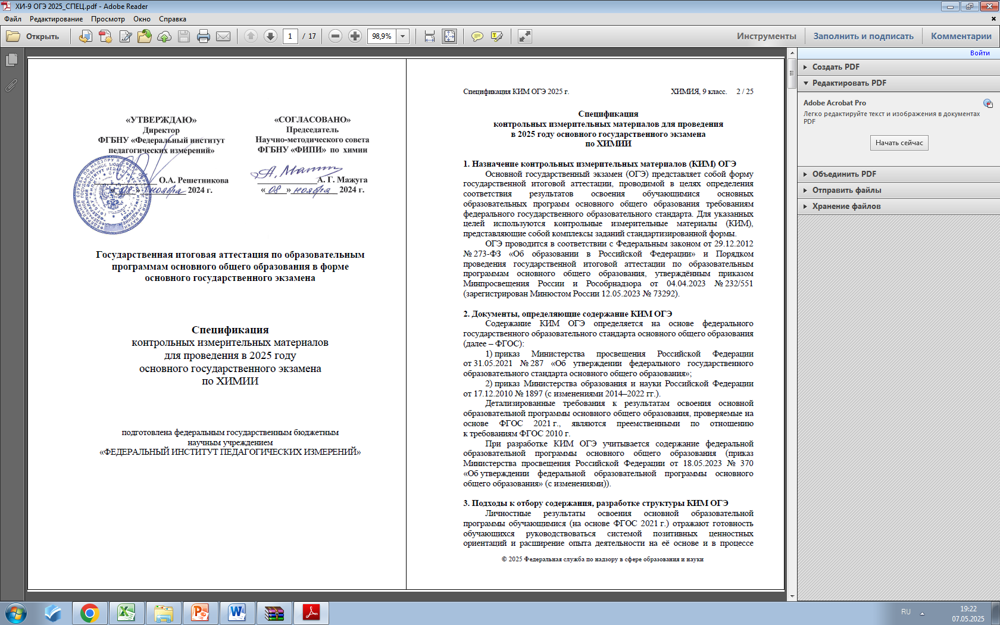 ХИ-9 ОГЭ 2025_СПЕЦ.pdf - Adobe Reader
Файл Редактирование Просмотр Окно Справка
Открыть 1 / 17 98,9% Инструменты Заполнить и подписать Комментарии
«УТВЕРЖДАЮ»
Директор
ФГБНУ «Федеральный институт
педагогических измерений»
О.А. Решетникова
«08» ноября 2024 г.
«СОГЛАСОВАНО»
Председатель
Научно-методического совета
ФГБНУ «ФИПИ» по химии
А. Г. Мажуга
«08» ноября 2024 г.
Государственная итоговая аттестация по образовательным
программам основного общего образования в форме
основного государственного экзамена
Спецификация
контрольных измерительных материалов
для проведения в 2025 году
основного государственного экзамена
по ХИМИИ
подготовлена федеральным государственным бюджетным
научным учреждением
«ФЕДЕРАЛЬНЫЙ ИНСТИТУТ ПЕДАГОГИЧЕСКИХ ИЗМЕРЕНИЙ»
Спецификация КИМ ОГЭ 2025 г. ХИМИЯ, 9 класс. 2 / 25
Спецификация
контрольных измерительных материалов для проведения
в 2025 году основного государственного экзамена
по ХИМИИ
1. Назначение контрольных измерительных материалов (КИМ) ОГЭ
Основной государственный экзамен (ОГЭ) представляет собой форму
государственной итоговой аттестации, проводимой в целях определения
соответствия результатов освоения обучающимися основных
образовательных программ основного общего образования требованиям
федерального государственного образовательного стандарта. Для указанных
целей используются контрольные измерительные материалы (КИМ),
представляющие собой комплексы заданий стандартизированной формы.
ОГЭ проводится в соответствии с Федеральным законом от 29.12.2012
№ 273-ФЗ «Об образовании в Российской Федерации» и Порядком
проведения государственной итоговой аттестации по образовательным
программам основного общего образования, утверждённым приказом
Минпросвещения России и Рособрнадзора от 04.04.2023 № 232/551
(зарегистрирован Минюстом России 12.05.2023 № 73292).
2. Документы, определяющие содержание КИМ ОГЭ
Содержание КИМ ОГЭ определяется на основе федерального
государственного образовательного стандарта основного общего образования
(далее – ФГОС):
1) приказ Министерства просвещения Российской Федерации
от 31.05.2021 № 287 «Об утверждении федерального государственного
образовательного стандарта основного общего образования»;
2) приказ Министерства образования и науки Российской Федерации
от 17.12.2010 № 1897 (с изменениями 2014–2022 гг.).
Детализированные требования к результатам освоения основной
образовательной программы основного общего образования, проверяемые на
основе ФГОС 2021 г., являются преемственными по отношению
к требованиям ФГОС 2010 г.
При разработке КИМ ОГЭ учитывается содержание федеральной
образовательной программы основного общего образования (приказ
Министерства просвещения Российской Федерации от 18.05.2023 № 370
«Об утверждении федеральной образовательной программы основного
общего образования» (с изменениями)).
3. Подходы к отбору содержания, разработке структуры КИМ ОГЭ
Личностные результаты освоения основной образовательной
программы обучающимися (на основе ФГОС 2021 г.) отражают готовность
обучающихся руководствоваться системой позитивных ценностных
ориентаций и расширение опыта деятельности на её основе и в процессе
© 2025 Федеральная служба по надзору в сфере образования и науки
Войти
Создать PDF
Редактировать PDF
Adobe Acrobat Pro
Легко редактируйте текст и изображения в документах
PDF
Начать сейчас
Объединить PDF
Отправить файлы
Хранение файлов
RU
19:22
07.05.2025